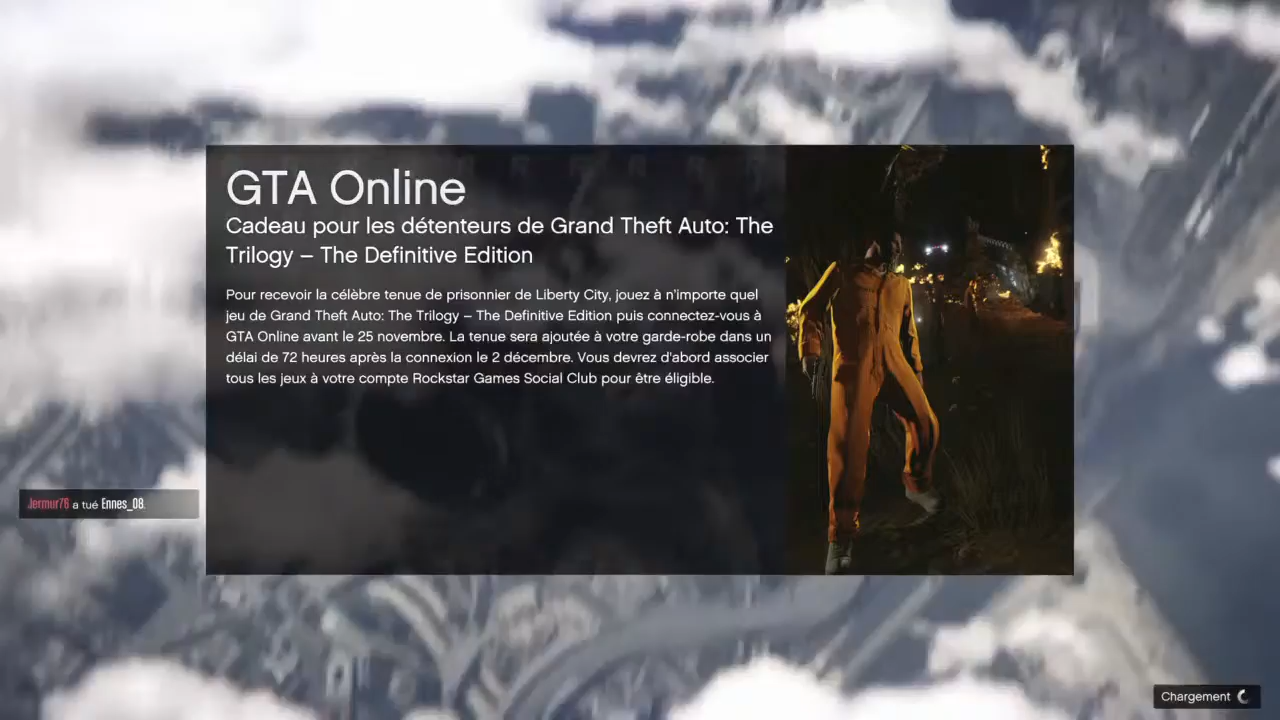 GTA Online
Cadeau pour les détenteurs de Grand Theft Auto: The
Trilogy – The Definitive Edition
Pour recevoir la célèbre tenue de prisonnier de Liberty City, jouez à n'importe quel
jeu de Grand Theft Auto: The Trilogy – The Definitive Edition puis connectez-vous à
GTA Online avant le 25 novembre. La tenue sera ajoutée à votre garde-robe dans un
délai de 72 heures après la connexion le 2 décembre. Vous devrez d'abord associer
tous les jeux à votre compte Rockstar Games Social Club pour être éligible.
Jermur76 a tué Ennes_08.
Chargement